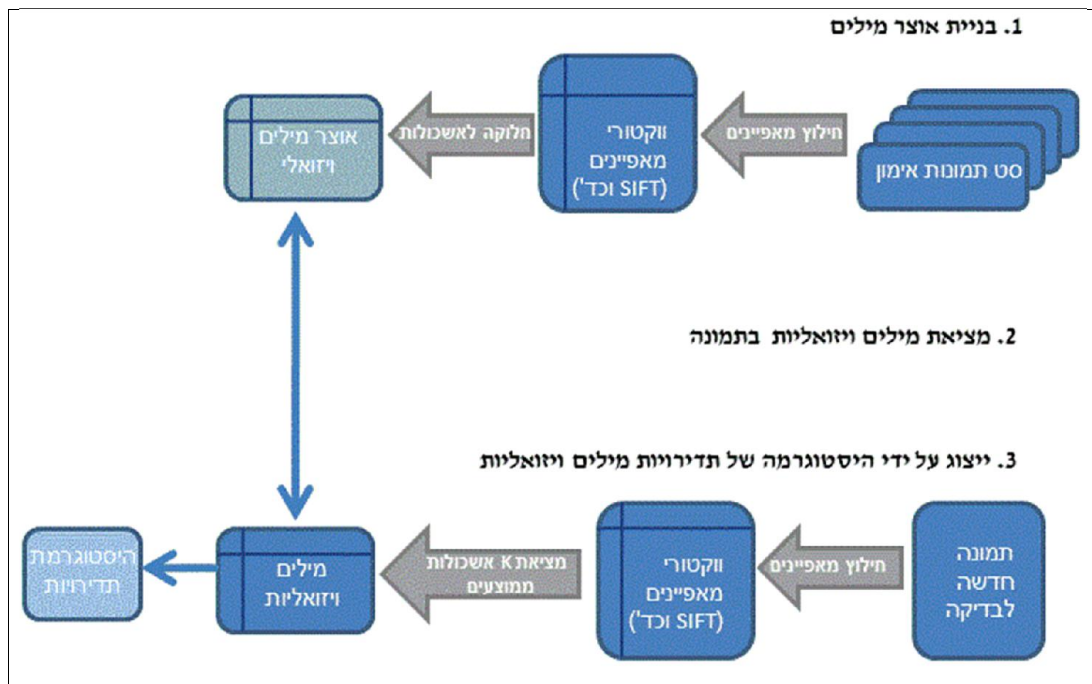 1. בניית אוצר מילים
סט תמונות אימון
חילוץ מאפיינים
ווקטורי
מאפיינים
(SIFT וכד')
חלוקה לאשכולות
אוצר מילים
ויזואלי
2. מציאת מילים ויזואליות בתמונה
3. ייצוג על ידי היסטוגרמה של תדירויות מילים ויזואליות
תמונה
חדשה
לבדיקה
חילוץ מאפיינים
ווקטורי
מאפיינים
(SIFT וכד')
מציאת K אשכולות
ממוצעים
מילים
ויזואליות
היסטוגרמת
תדירויות